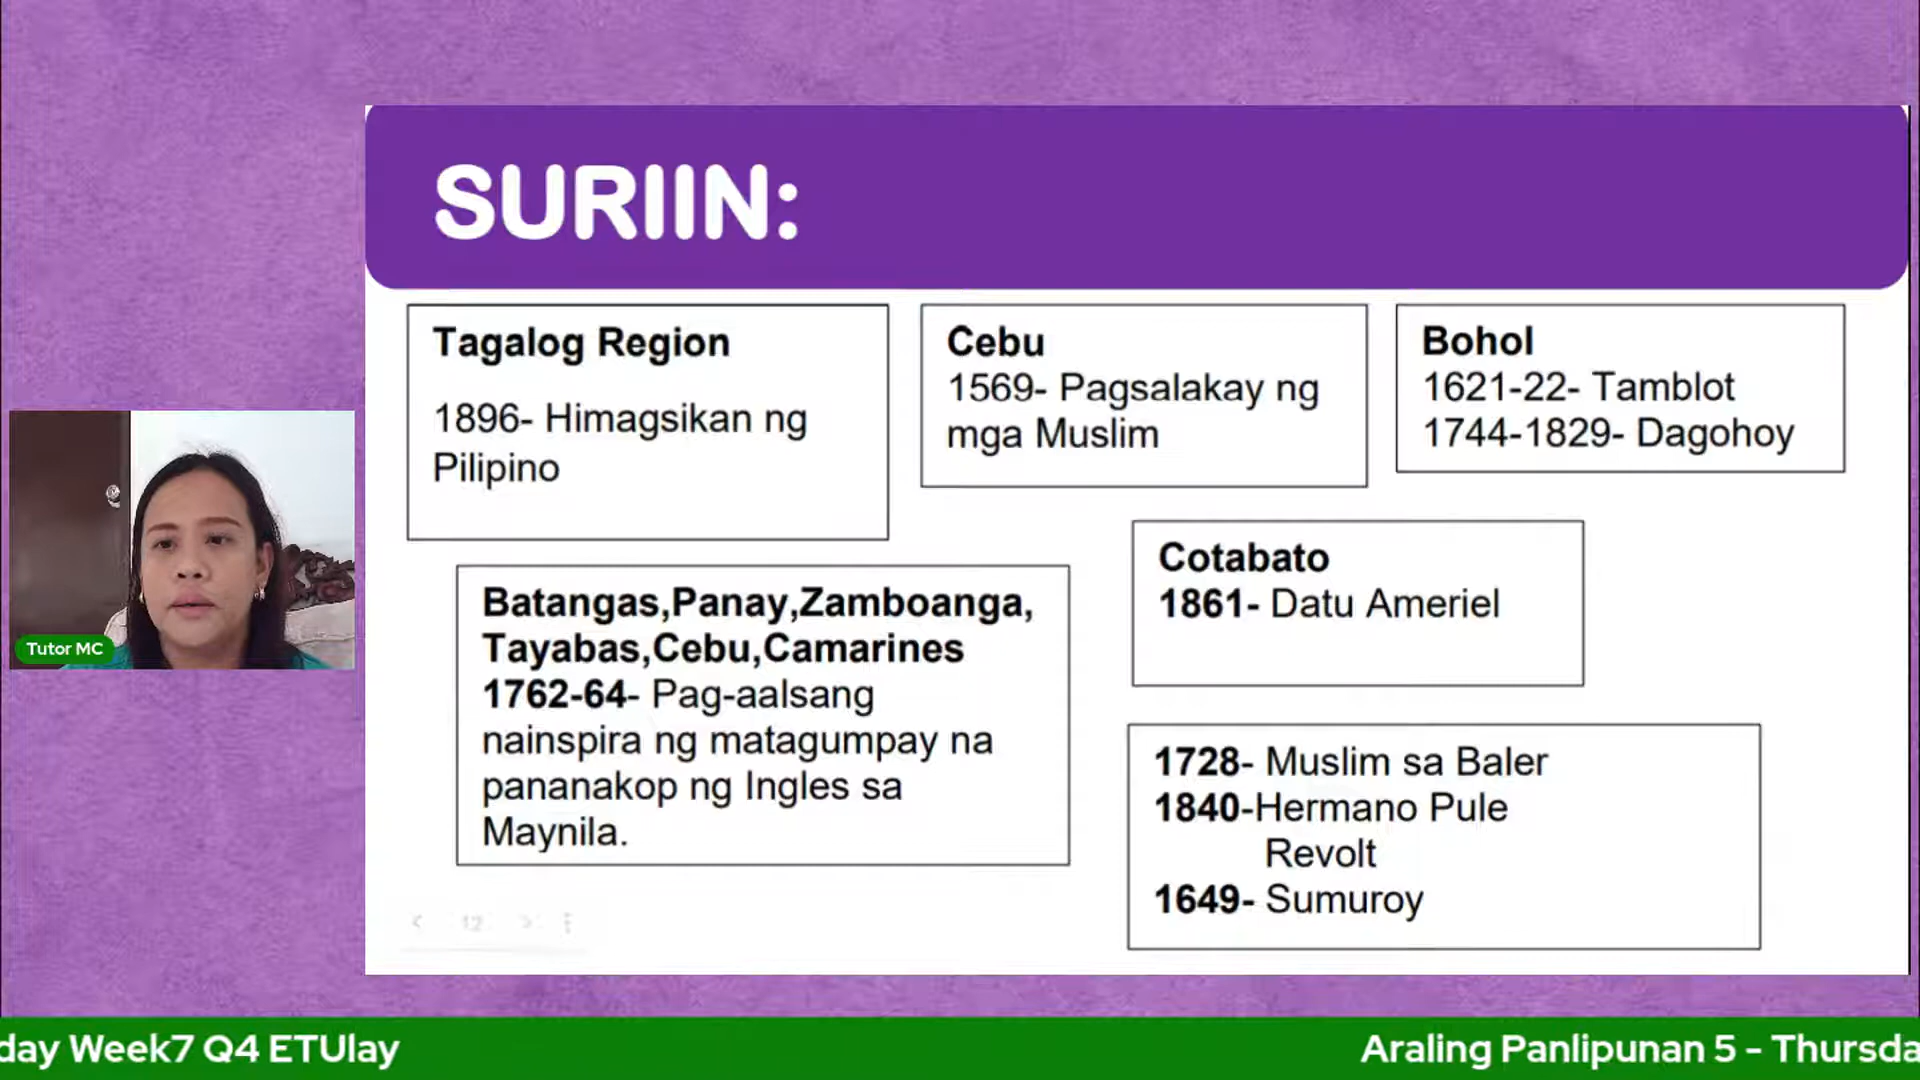 SURIIN:
Tagalog Region
1896- Himagsikan ng
Pilipino
Cebu
1569- Pagsalakay ng
mga Muslim
Bohol
1621-22- Tamblot
1744-1829- Dagohoy
Batangas,Panay,Zamboanga,
Tayabas,Cebu,Camarines
1762-64- Pag-aalsang
nainspira ng matagumpay na
pananakop ng Ingles sa
Maynila.
Cotabato
1861- Datu Ameriel
1728- Muslim sa Baler
1840-Hermano Pule
Revolt
1649- Sumuroy
12
Tutor MC
day Week7 Q4 ETUlay
Araling Panlipunan 5 - Thursda